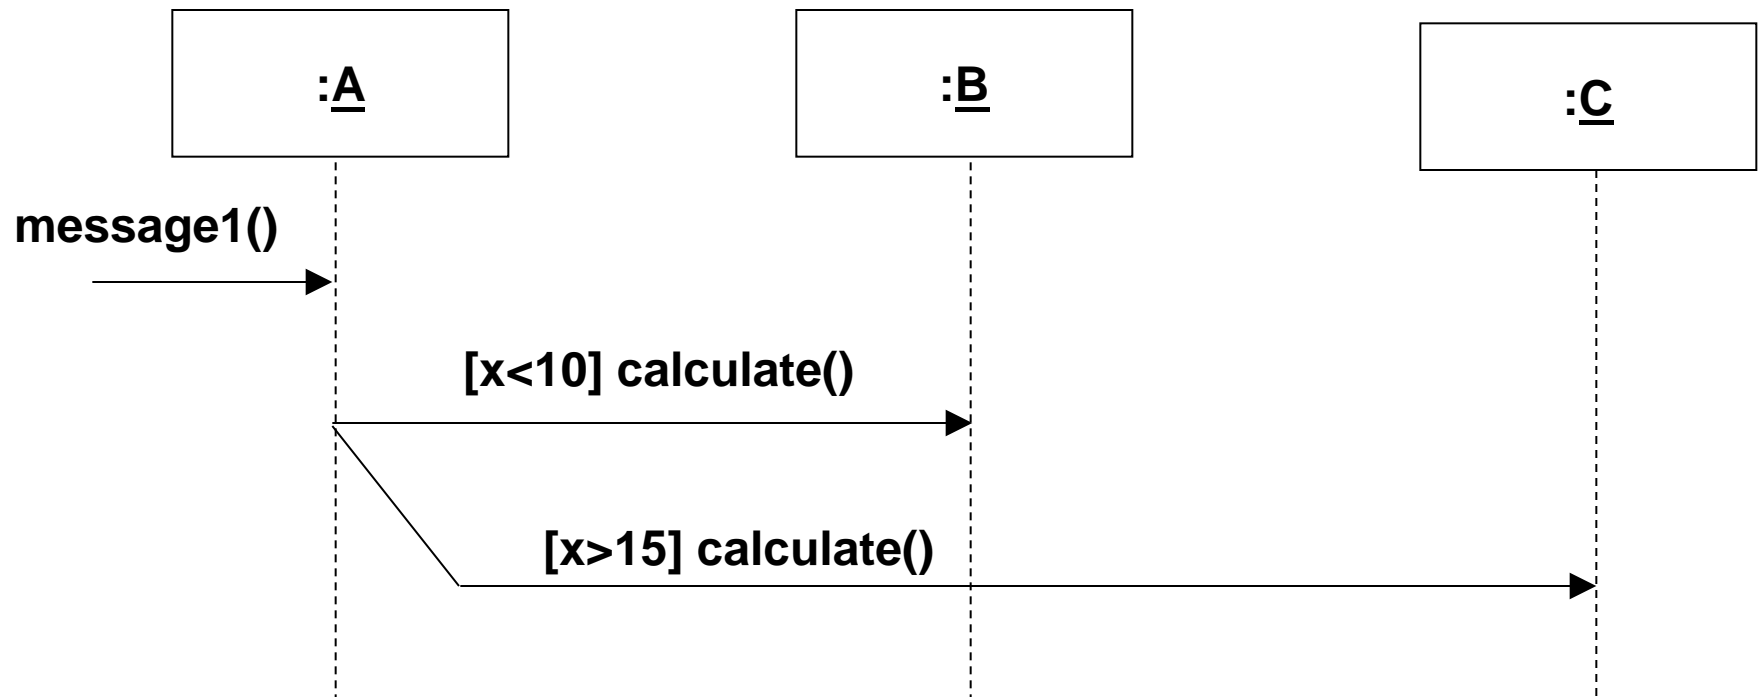 :A
:B
:C
message1()
[x<10] calculate()
[x>15] calculate()